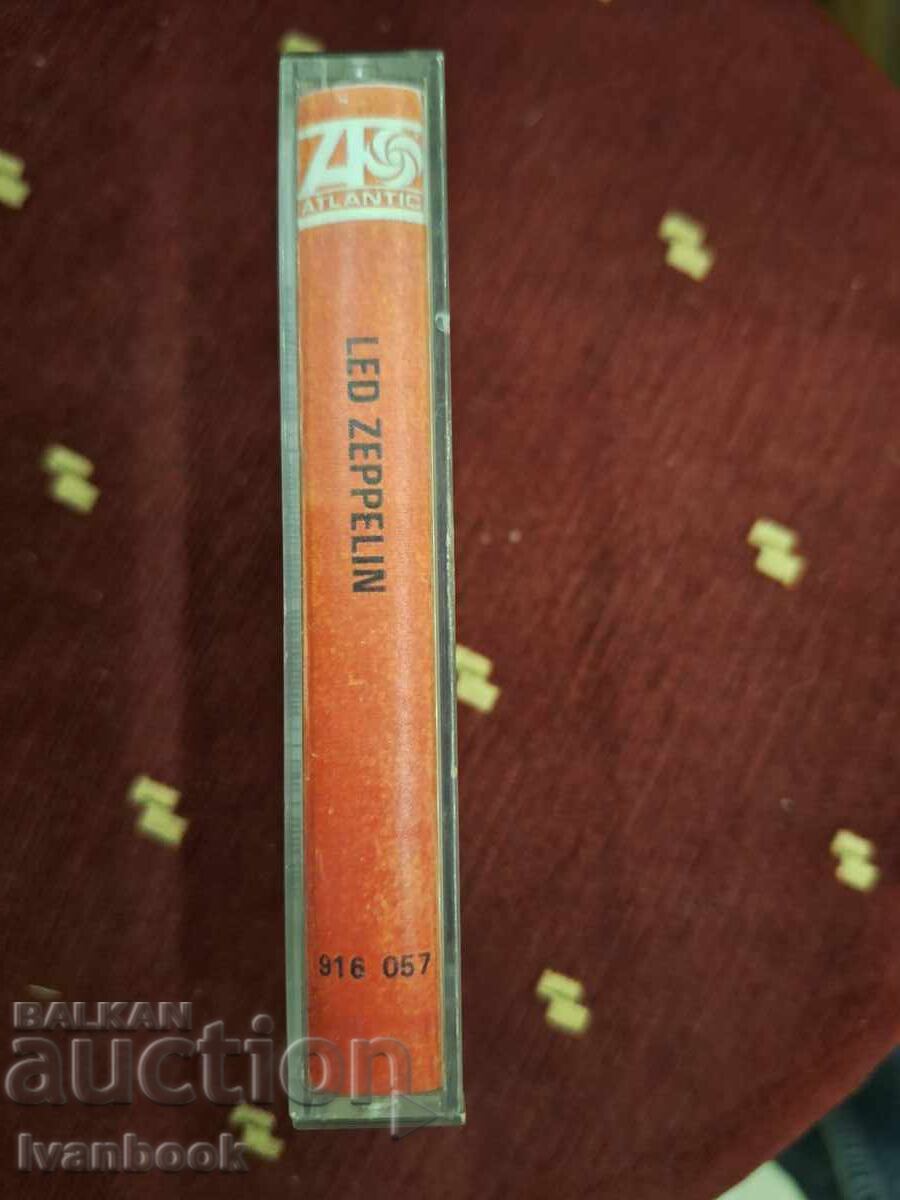 ATLANTIC
LED ZEPPELIN
916 057
BALKAN
auction
Ivanbook